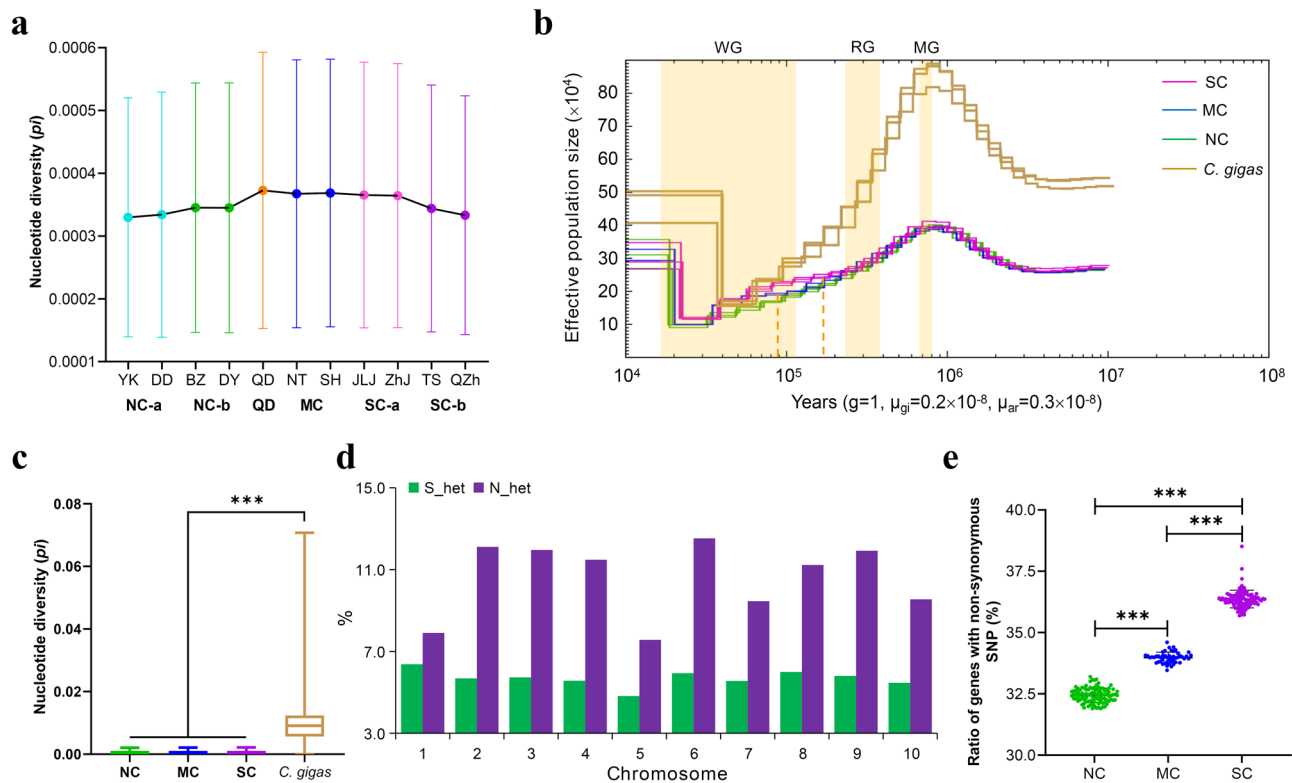 a
Nucleotide diversity (pi)
0.0006
0.0005
0.0004
0.0003
0.0002
0.0001
YK DD BZ DY QD NT SH JLJ ZhJ TS QZh
NC-a NC-b QD MC SC-a SC-b
b
WG RG MG
Effective population size (×10⁴)
80
70
60
50
40
30
20
10
SC
MC
NC
C. gigas
10⁴ 10⁵ 10⁶ 10⁷ 10⁸
Years (g=1, μgi=0.2×10⁻⁸, μar=0.3×10⁻⁸)
c
***
Nucleotide diversity (pi)
0.08
0.06
0.04
0.02
0.00
NC MC SC C. gigas
d
S_het N_het
%
15.0
11.0
7.0
3.0
1 2 3 4 5 6 7 8 9 10
Chromosome
e
***
***
***
Ratio of genes with non-synonymous
SNP (%)
40.0
37.5
35.0
32.5
30.0
NC MC SC